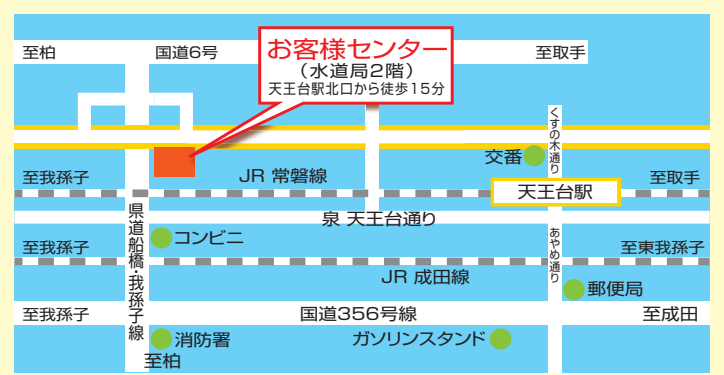 至柏
国道6号
お客様センター
(水道局2階)
天王台駅北口から徒歩15分
至取手
くすの木通り
交番
至我孫子
JR 常磐線
天王台駅
至取手
県道船橋・我孫子線
泉 天王台通り
コンビニ
あやめ通り
至我孫子
至東我孫子
JR 成田線
郵便局
至我孫子
国道356号線
至成田
消防署
ガソリンスタンド
至柏